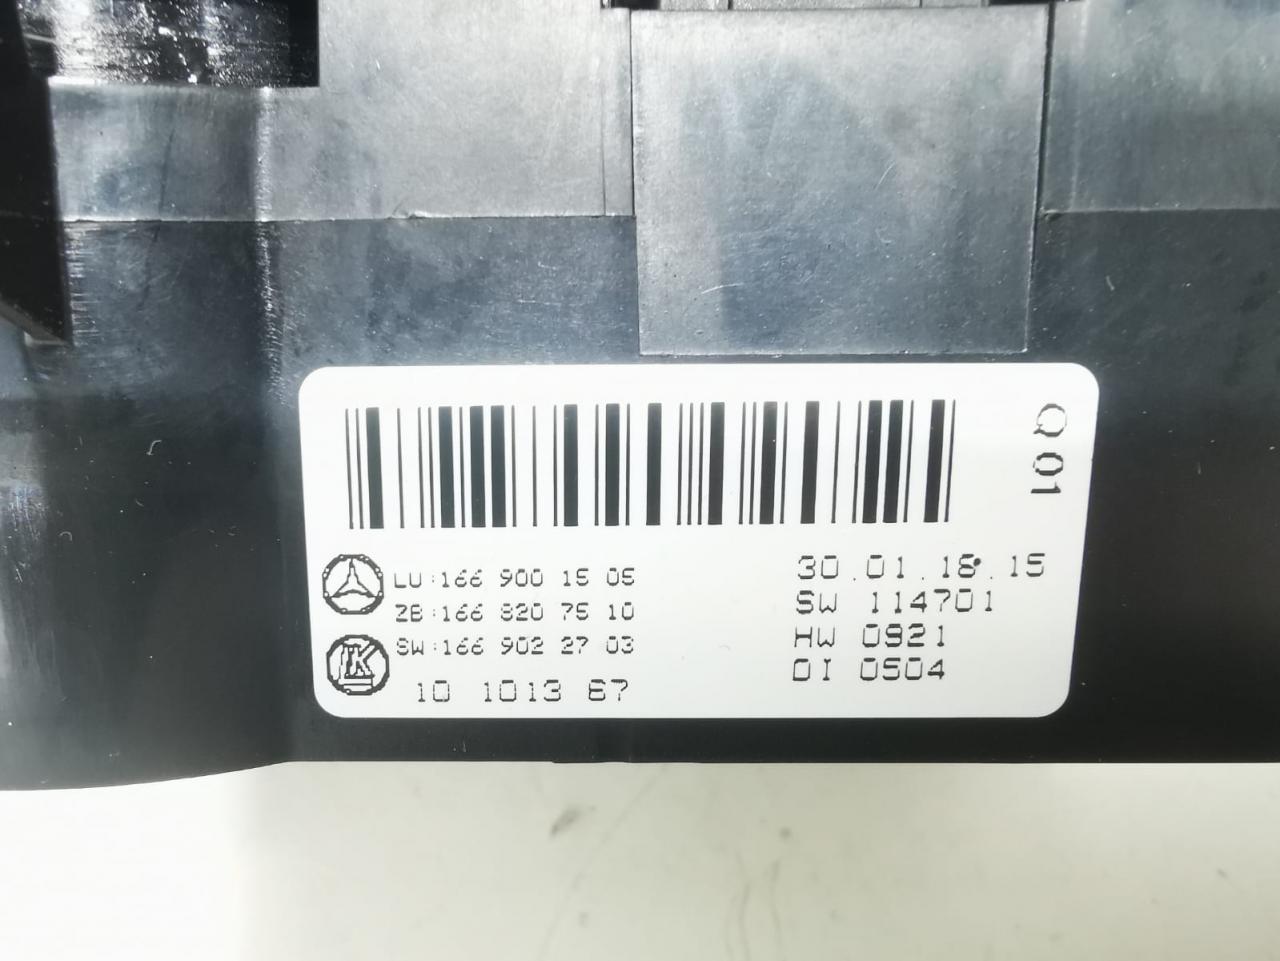 Q 01
LU:166 900 15 05
ZB:166 820 75 10
SW:166 902 27 03
10 1013 67
30.01.18.15
SW 114701
HW 0921
DI 0504